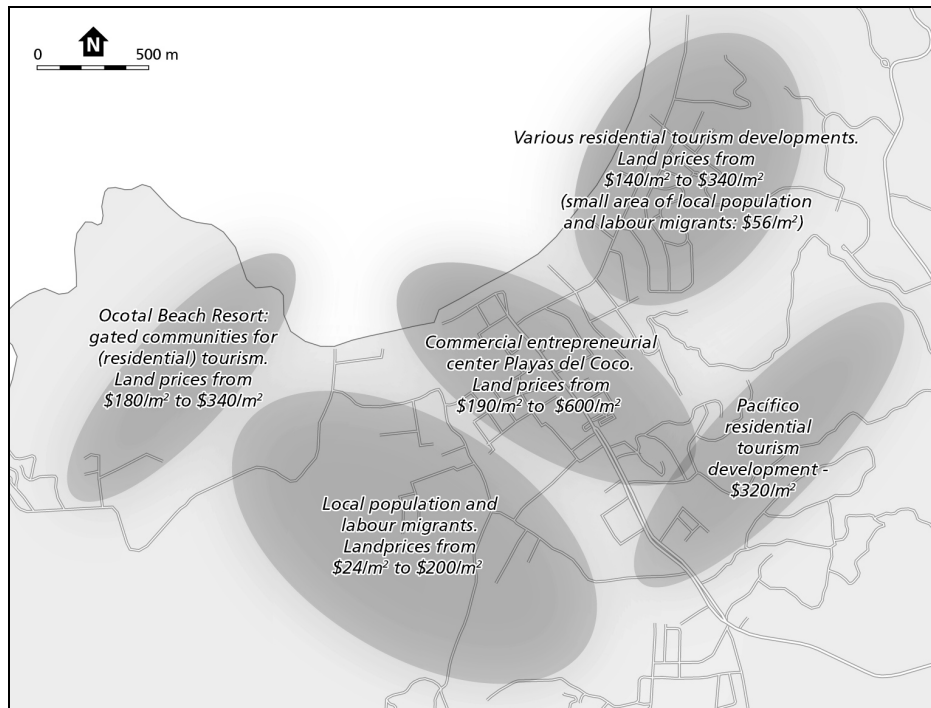 N
0 500 m
Various residential tourism developments.
Land prices from
$140/m² to $340/m²
(small area of local population
and labour migrants: $56/m²)
Ocotal Beach Resort:
gated communities for
(residential) tourism.
Land prices from
$180/m² to $340/m²
Commercial entrepreneurial
center Playas del Coco.
Land prices from
$190/m² to $600/m²
Pacífico
residential
tourism
development -
$320/m²
Local population and
labour migrants.
Landprices from
$24/m² to $200/m²